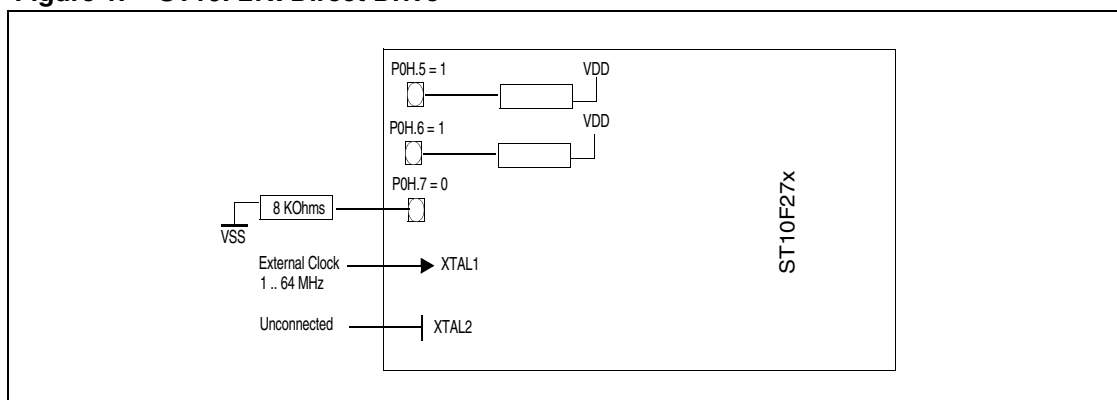 P0H.5 = 1
VDD
P0H.6 = 1
VDD
P0H.7 = 0
8 KOhms
VSS
External Clock
1 .. 64 MHz
XTAL1
Unconnected
XTAL2
ST10F27x